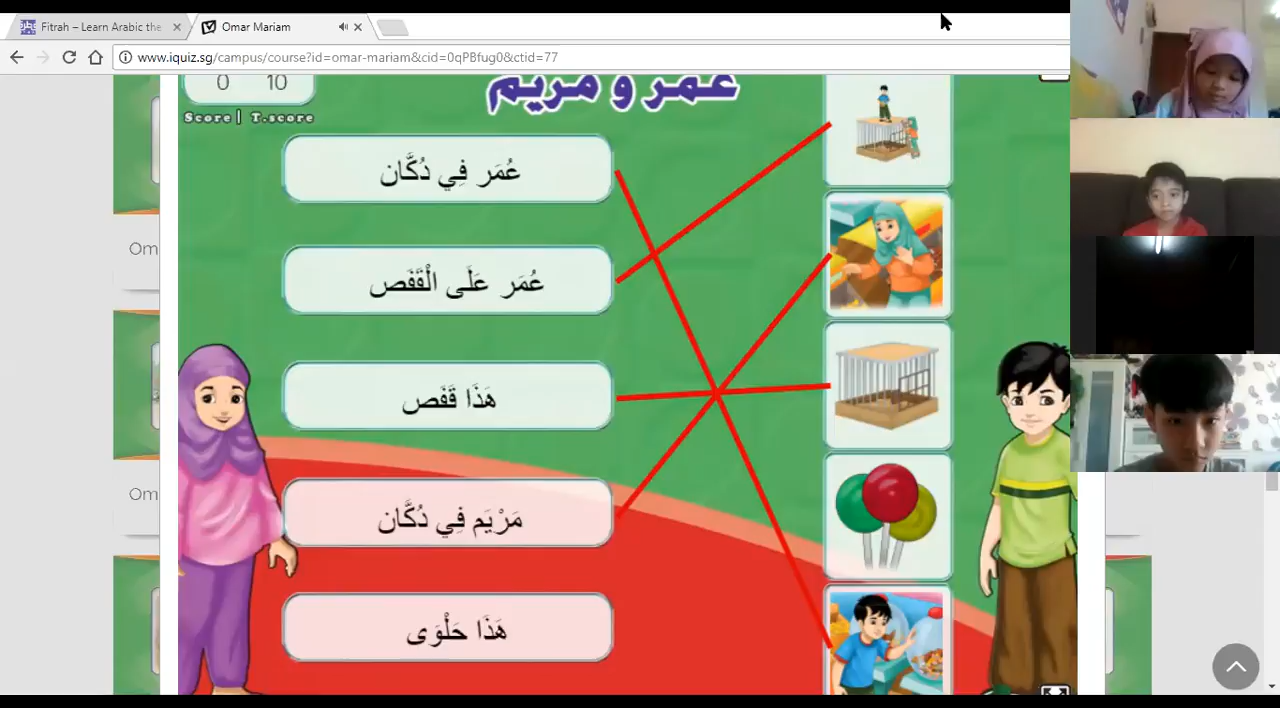 Fitrah – Learn Arabic the
Omar Mariam
www.iquiz.sg/campus/course?id=omar-mariam&cid=0qPBfug0&ctid=77
0 10
Score| T.score
عمر و مريم
عُمَر فِي دُكَّان
عُمَر عَلَى الْقَفَص
هَذَا قَفَص
مَرْيَم فِي دُكَّان
هَذَا حَلْوَى
Om
Om